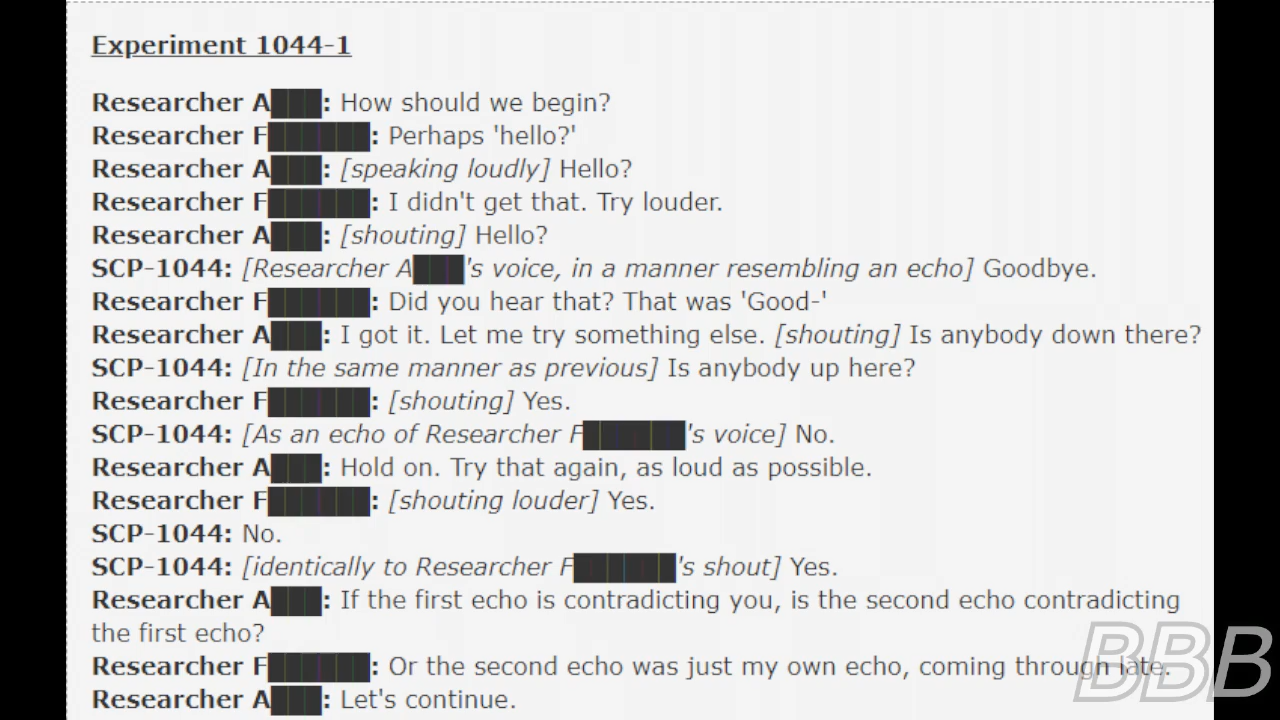 Experiment 1044-1
Researcher A███: How should we begin?
Researcher F██████: Perhaps 'hello?'
Researcher A███: [speaking loudly] Hello?
Researcher F██████: I didn't get that. Try louder.
Researcher A███: [shouting] Hello?
SCP-1044: [Researcher A███'s voice, in a manner resembling an echo] Goodbye.
Researcher F██████: Did you hear that? That was 'Good-'
Researcher A███: I got it. Let me try something else. [shouting] Is anybody down there?
SCP-1044: [In the same manner as previous] Is anybody up here?
Researcher F██████: [shouting] Yes.
SCP-1044: [As an echo of Researcher F██████'s voice] No.
Researcher A███: Hold on. Try that again, as loud as possible.
Researcher F██████: [shouting louder] Yes.
SCP-1044: No.
SCP-1044: [identically to Researcher F██████'s shout] Yes.
Researcher A███: If the first echo is contradicting you, is the second echo contradicting
the first echo?
Researcher F██████: Or the second echo was just my own echo, coming through late.
Researcher A███: Let's continue.
BBB